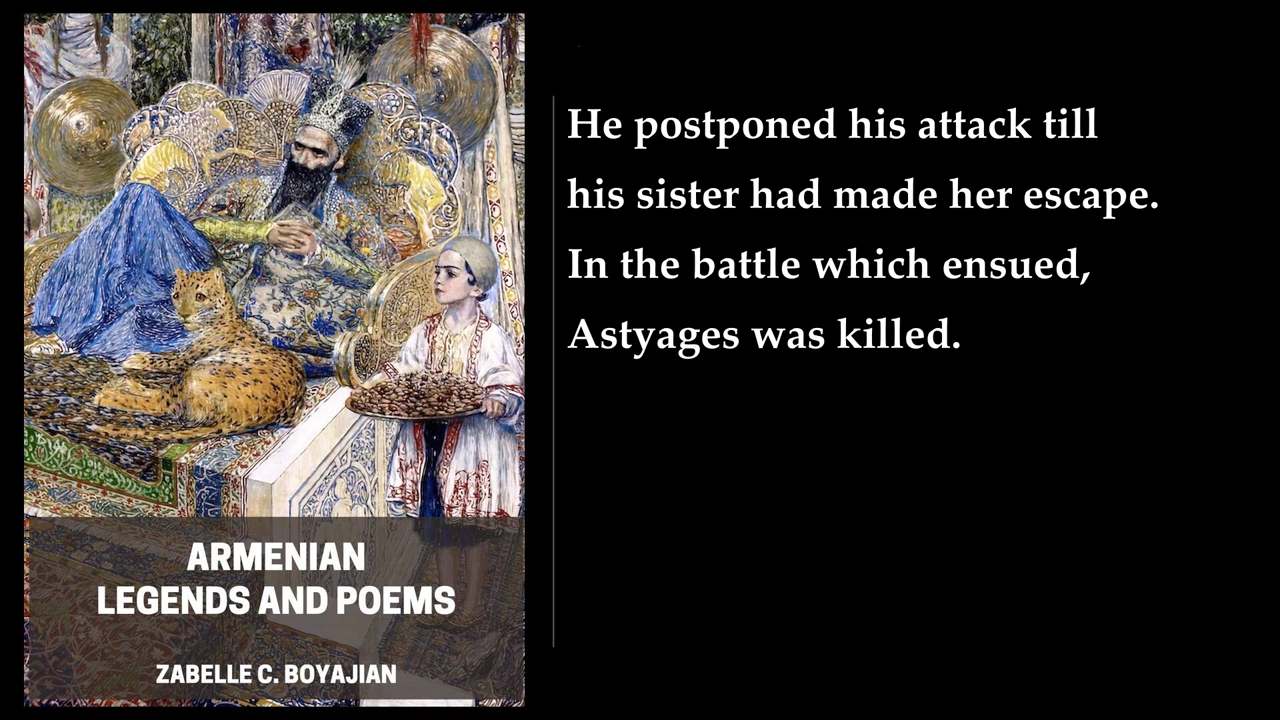 He postponed his attack till
his sister had made her escape.
In the battle which ensued,
Astyages was killed.
ARMENIAN
LEGENDS AND POEMS
ZABELLE C. BOYAJIAN